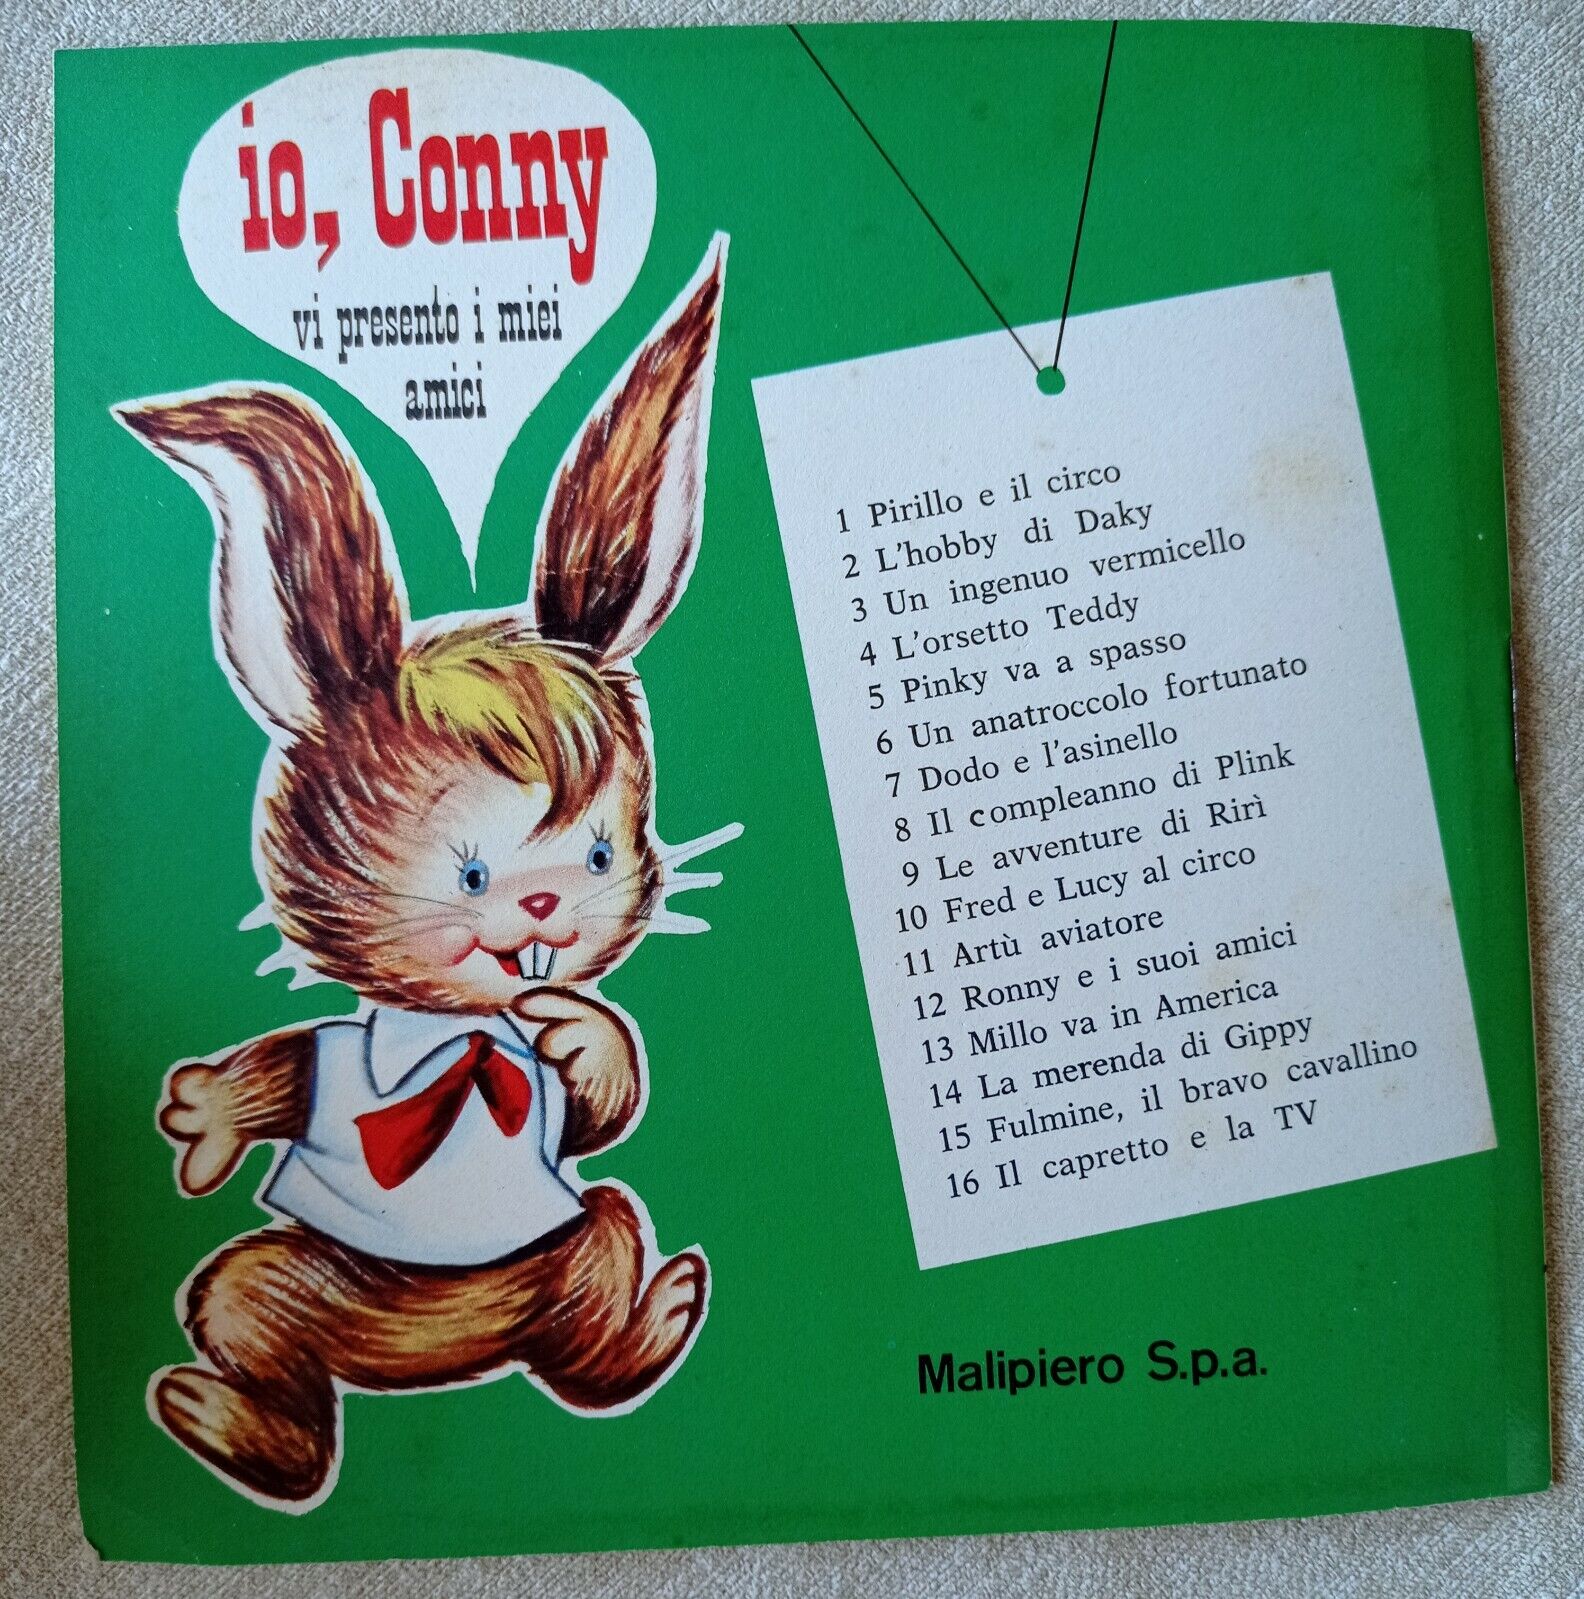 io, Conny
vi presento i miei
amici
1 Pirillo e il circo
2 L'hobby di Daky
3 Un ingenuo vermicello
4 L'orsetto Teddy
5 Pinky va a spasso
6 Un anatroccolo fortunato
7 Dodo e l'asinello
8 Il compleanno di Plink
9 Le avventure di Rirì
10 Fred e Lucy al circo
11 Artù aviatore
12 Ronny e i suoi amici
13 Millo va in America
14 La merenda di Gippy
15 Fulmine, il bravo cavallino
16 Il capretto e la TV
Malipiero S.p.a.